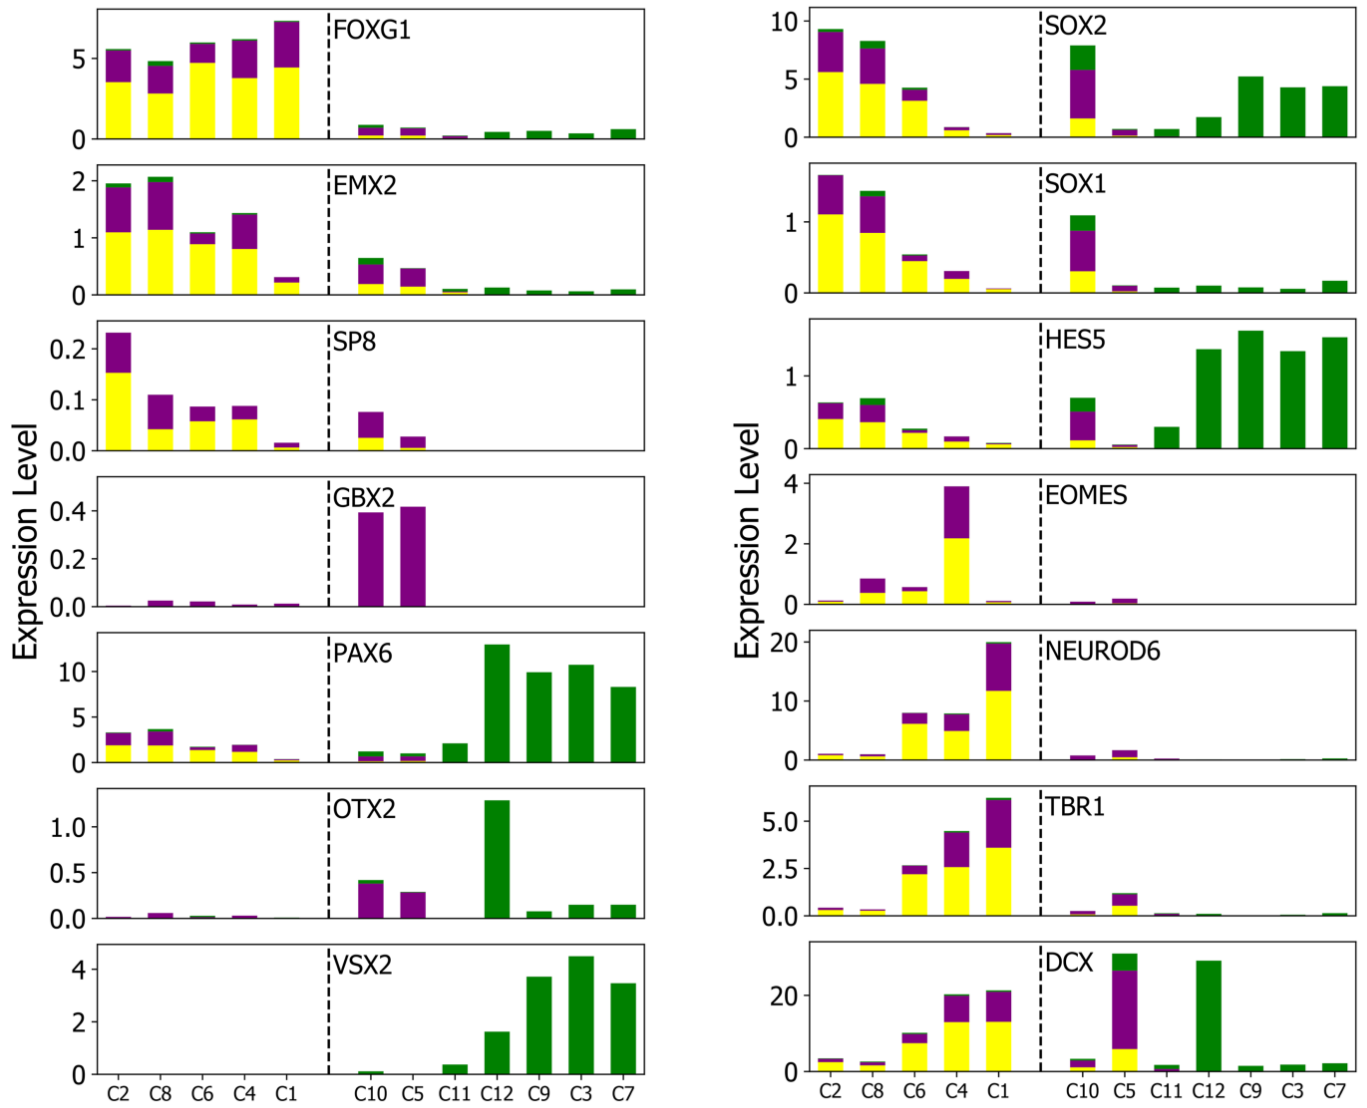 FOXG1
5
0
EMX2
2
1
0
SP8
0.2
0.1
0.0
GBX2
0.4
0.2
0.0
PAX6
10
5
0
OTX2
1.0
0.5
0.0
VSX2
4
2
0
C2 C8 C6 C4 C1 C10 C5 C11 C12 C9 C3 C7
Expression Level
SOX2
10
5
0
SOX1
1
0
HES5
1
0
EOMES
4
2
0
NEUROD6
20
10
0
TBR1
5.0
2.5
0.0
DCX
20
0
C2 C8 C6 C4 C1 C10 C5 C11 C12 C9 C3 C7
Expression Level